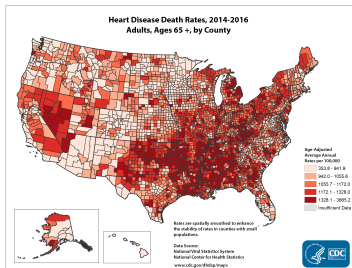 Heart Disease Death Rates, 2014-2016
Adults, Ages 65 +, by County
Age-Adjusted
Average Annual
Rates per 100,000
353.8 - 941.9
942.0 - 1055.6
1055.7 - 1172.0
1172.1 - 1328.0
1328.1 - 3665.2
Insufficient Data
Rates are spatially smoothed to enhance
the stability of rates in counties with small
populations.
Data Source:
National Vital Statistics System
National Center for Health Statistics
www.cdc.gov/dhdsp/maps
CDC